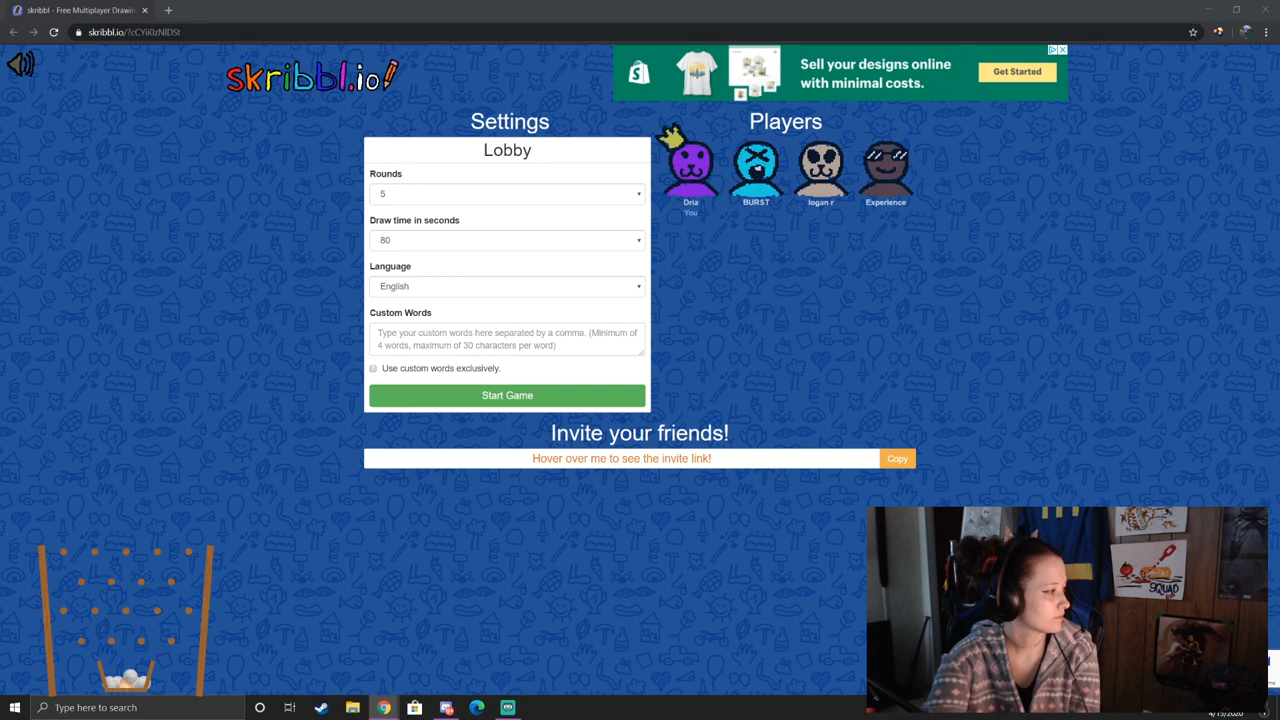 skribbl - Free Multiplayer Drawin
skribbl.io/?cCYii0zNlDSt
skribbl.io!
Sell your designs online
with minimal costs.
Get Started
Settings
Players
Lobby
Rounds
5
Draw time in seconds
80
Language
English
Custom Words
Type your custom words here separated by a comma. (Minimum of
4 words, maximum of 30 characters per word)
Use custom words exclusively.
Start Game
Dria
You
BURST
logan r
Experience
Invite your friends!
Hover over me to see the invite link!
Copy
SQUAD
Type here to search
4/15/2020